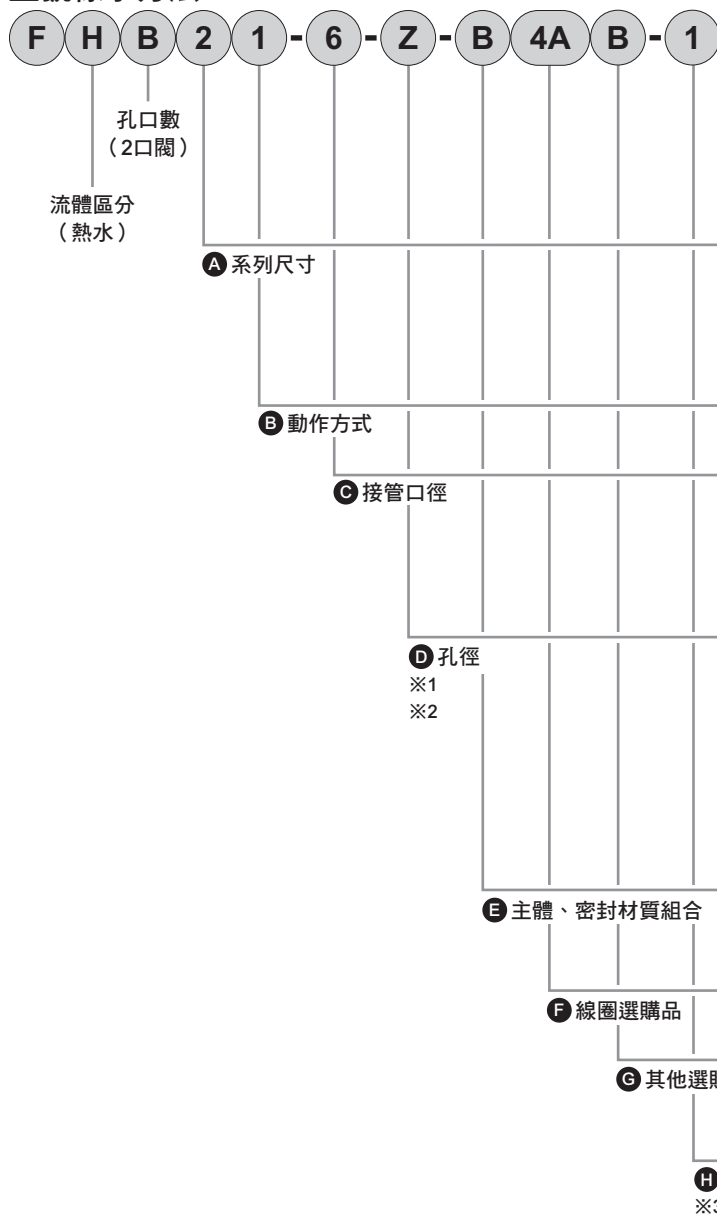 F H B 2 1 - 6 - Z - B 4A B - 1
孔口數
（2口閥）
流體區分
（熱水）
A 系列尺寸
B 動作方式
C 接管口徑
D 孔徑
※1
※2
E 主體、密封材質組合
F 線圈選購品
G 其他選
H